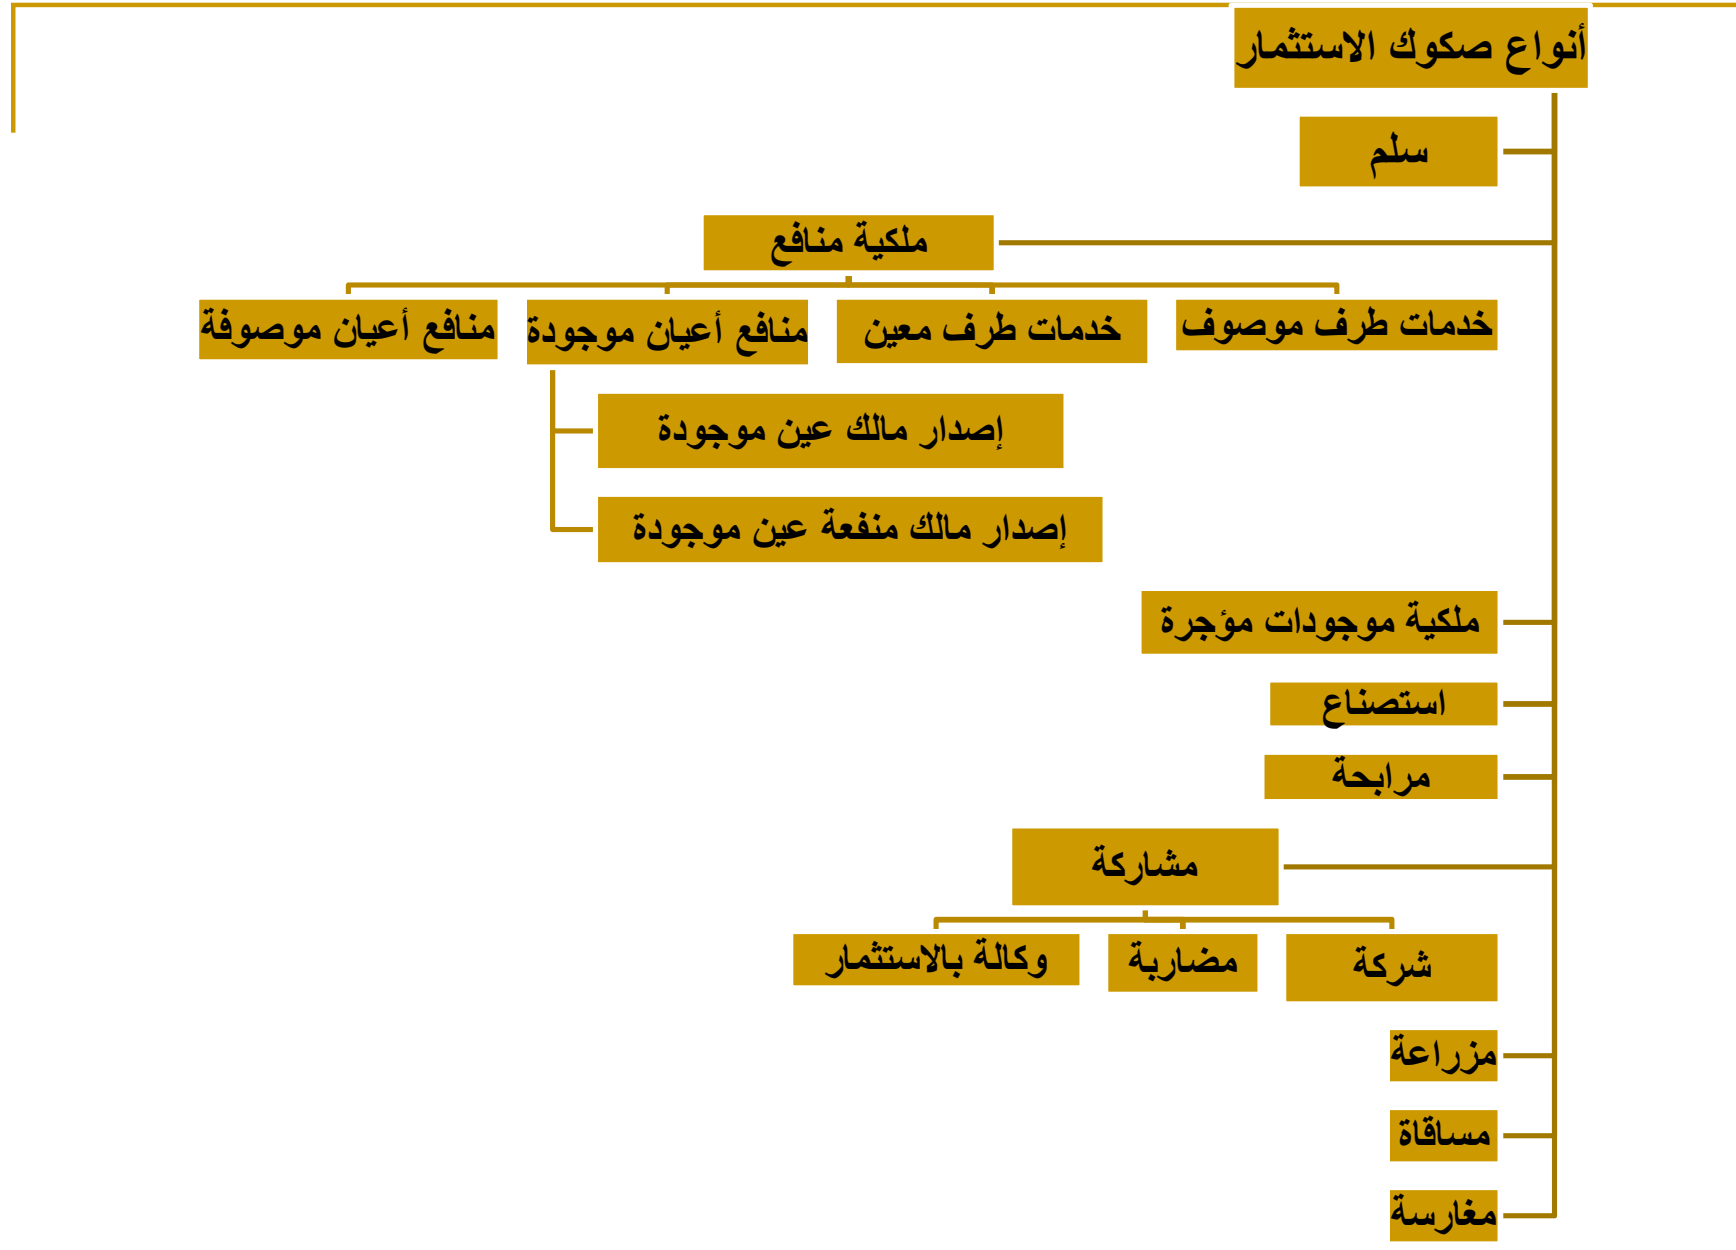 أنواع صكوك الاستثمار
سلم
ملكية منافع
خدمات طرف موصوف
خدمات طرف معين
منافع أعيان موجودة
منافع أعيان موصوفة
إصدار مالك عين موجودة
إصدار مالك منفعة عين موجودة
ملكية موجودات مؤجرة
استصناع
مرابحة
مشاركة
شركة
مضاربة
وكالة بالاستثمار
مزراعة
مساقاة
مغارسة